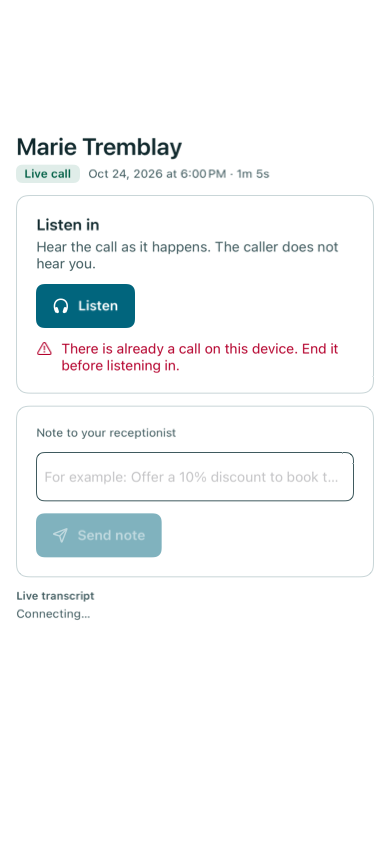 Marie Tremblay
Live call
Oct 24, 2026 at 6:00 PM · 1m 5s
Listen in
Hear the call as it happens. The caller does not
hear you.
Listen
There is already a call on this device. End it
before listening in.
Note to your receptionist
For example: Offer a 10% discount to book t...
Send note
Live transcript
Connecting...